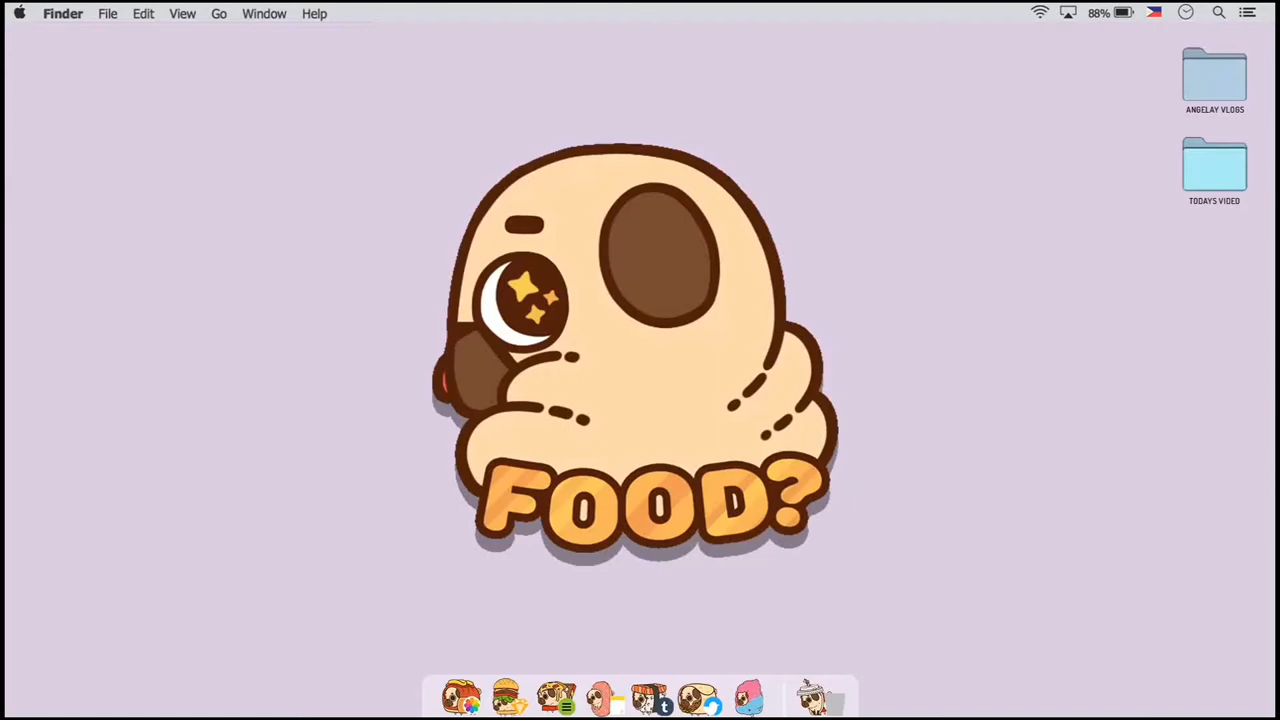 Finder File Edit View Go Window Help 88%
ANGELAY VLOGS
TODAYS VIDEO
FOOD?
t